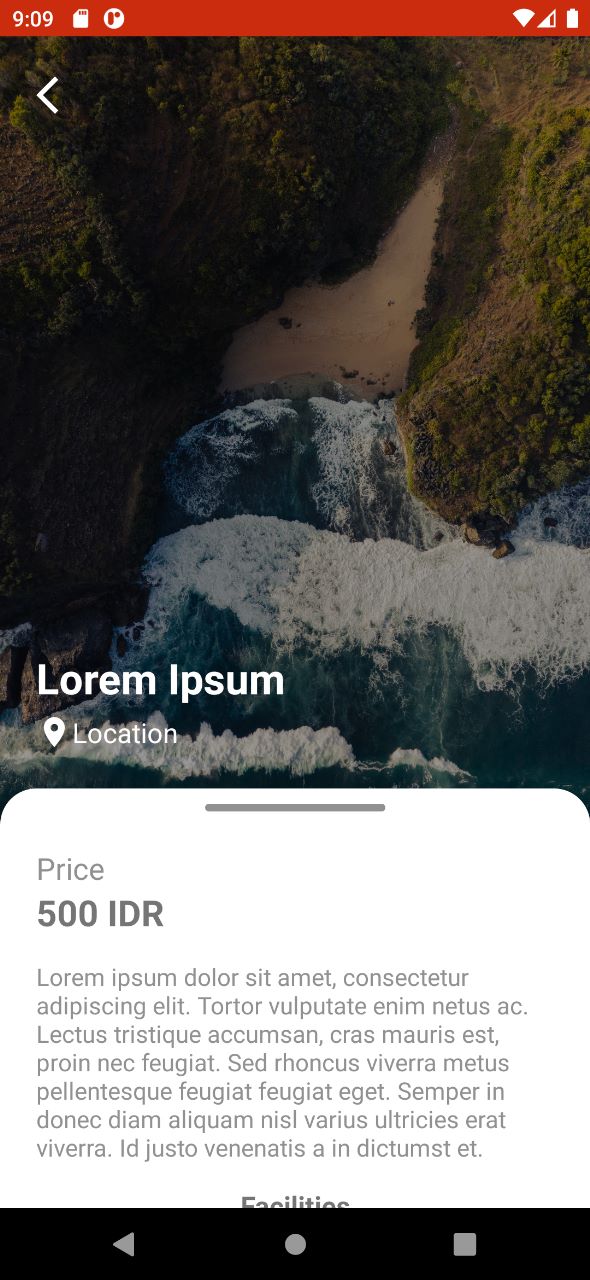 9:09
Lorem Ipsum
Location
Price
500 IDR
Lorem ipsum dolor sit amet, consectetur
adipiscing elit. Tortor vulputate enim netus ac.
Lectus tristique accumsan, cras mauris est,
proin nec feugiat. Sed rhoncus viverra metus
pellentesque feugiat feugiat eget. Semper in
donec diam aliquam nisl varius ultricies erat
viverra. Id justo venenatis a in dictumst et.
Facilities